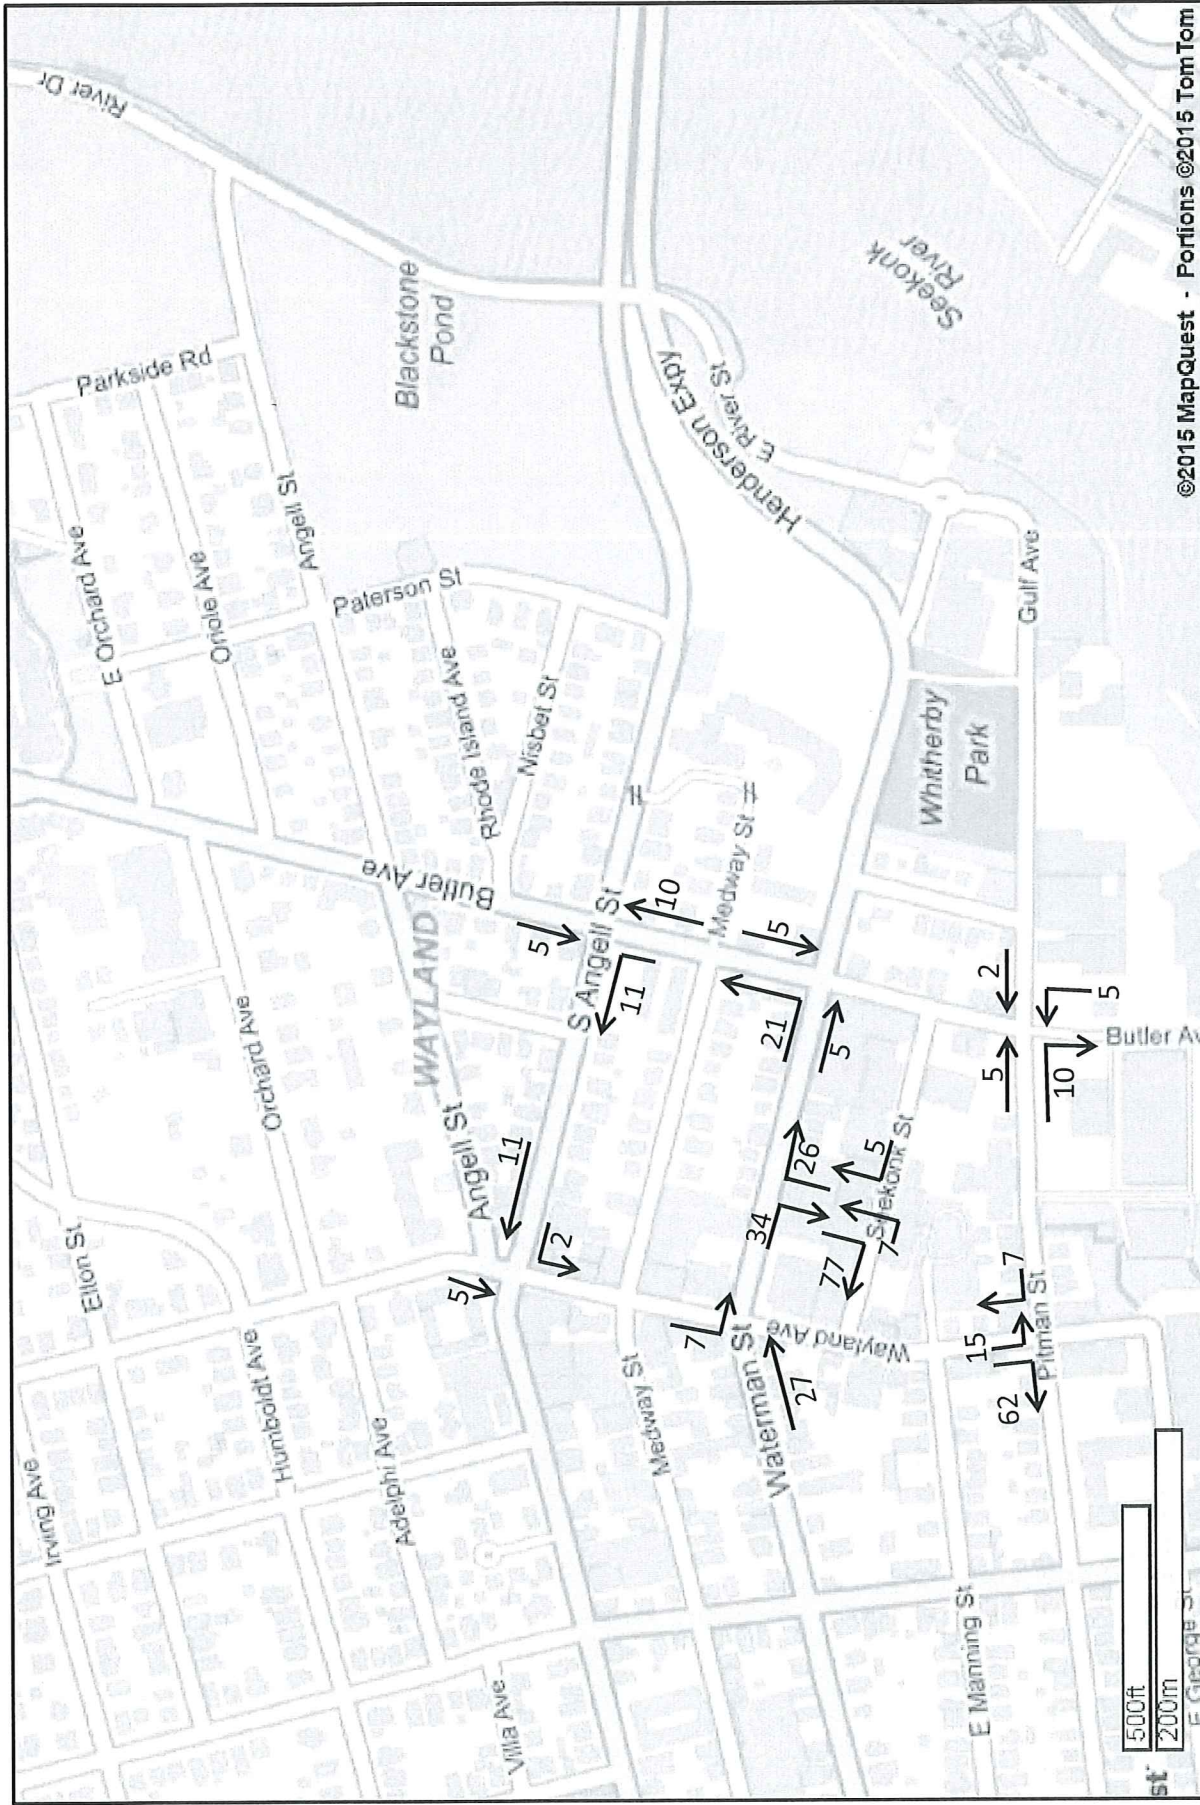 River Dr
Parkside Rd
Blackstone
Pond
E Orchard Ave
Oriole Ave
Angell St
Paterson St
Rhode Island Ave
Nisbet St
Henderson Expy
E River St
Seekonk
River
Gulf Ave
Whitherby
Park
Butler Ave
WAYLAND
S Angell St
Medway St
5
10
11
5
21
5
2
5
5
10
Butler Av
Orchard Ave
Angell St
11
2
5
Elton St
Humboldt Ave
Adelphi Ave
Irving Ave
Medway St
Waterman St
Wayland Ave
Seekonk St
7
27
34
26
5
7
77
7
15
62
Pitman St
Villa Ave
E Manning St
E George St
500ft
200m
st
©2015 MapQuest - Portions ©2015 TomTom